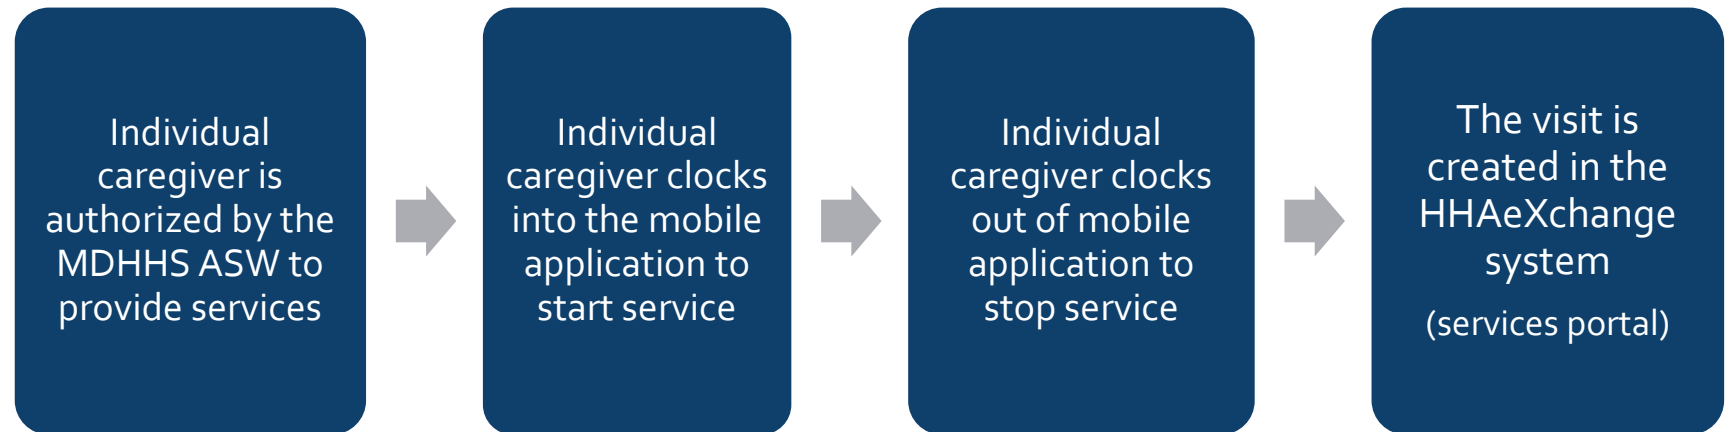 Individual
caregiver is
authorized by the
MDHHS ASW to
provide services
Individual
caregiver clocks
into the mobile
application to
start service
Individual
caregiver clocks
out of mobile
application to
stop service
The visit is
created in the
HHAeXchange
system
(services portal)